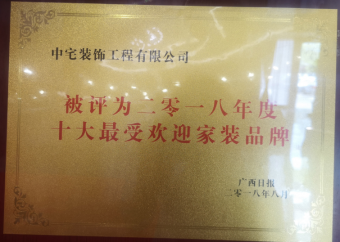 中宅装饰工程有限公司
被评为二零一八年度
十大最受欢迎家装品牌
广西日报
二零一八年八月